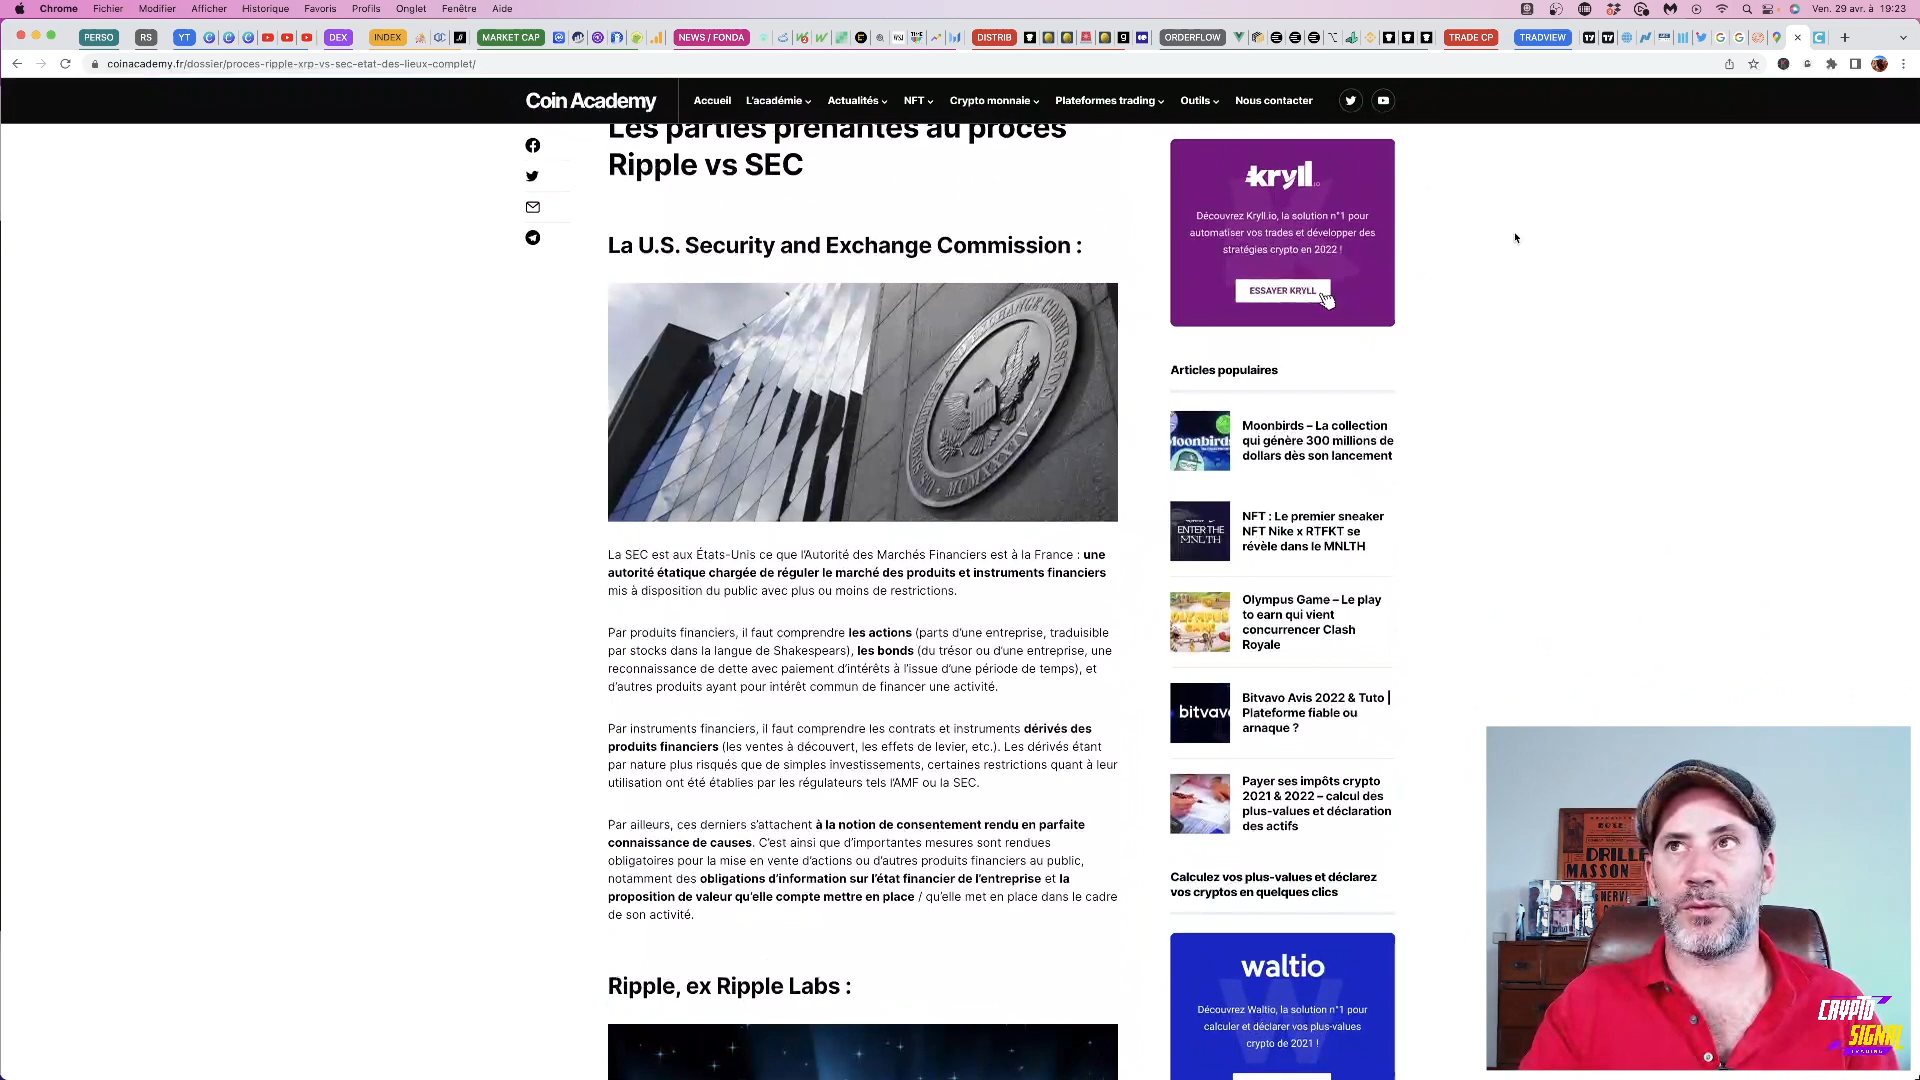 Chrome Fichier Modifier Afficher Historique Favoris Profils Onglet Fenêtre Aide Ven. 29 avr. à 19:23
PERSO RS YT DEX INDEX MARKET CAP NEWS / FONDA DISTRIB ORDERFLOW TRADE CP TRADVIEW
coinacademy.fr/dossier/proces-ripple-xrp-vs-sec-etat-des-lieux-complet/
Coin Academy Accueil L'académie Actualités NFT Crypto monnaie Plateformes trading Outils Nous contacter
Les parties prenantes au procès
Ripple vs SEC
La U.S. Security and Exchange Commission :
La SEC est aux États-Unis ce que l'Autorité des Marchés Financiers est à la France : une
autorité étatique chargée de réguler le marché des produits et instruments financiers
mis à disposition du public avec plus ou moins de restrictions.
Par produits financiers, il faut comprendre les actions (parts d'une entreprise, traduisible
par stocks dans la langue de Shakespears), les bonds (du trésor ou d'une entreprise, une
reconnaissance de dette avec paiement d'intérêts à l'issue d'une période de temps), et
d'autres produits ayant pour intérêt commun de financer une activité.
Par instruments financiers, il faut comprendre les contrats et instruments dérivés des
produits financiers (les ventes à découvert, les effets de levier, etc.). Les dérivés étant
par nature plus risqués que de simples investissements, certaines restrictions quant à leur
utilisation ont été établies par les régulateurs tels l'AMF ou la SEC.
Par ailleurs, ces derniers s'attachent à la notion de consentement rendu en parfaite
connaissance de causes. C'est ainsi que d'importantes mesures sont rendues
obligatoires pour la mise en vente d'actions ou d'autres produits financiers au public,
notamment des obligations d'information sur l'état financier de l'entreprise et la
proposition de valeur qu'elle compte mettre en place / qu'elle met en place dans le cadre
de son activité.
Ripple, ex Ripple Labs :
kryll.io
Découvrez Kryll.io, la solution n°1 pour
automatiser vos trades et développer des
stratégies crypto en 2022 !
ESSAYER KRYLL
Articles populaires
Moonbirds
Moonbirds – La collection
qui génère 300 millions de
dollars dès son lancement
ENTER THE
MNLTH
NFT : Le premier sneaker
NFT Nike x RTFKT se
révèle dans le MNLTH
OLYMPUS
GAME
Olympus Game – Le play
to earn qui vient
concurrencer Clash
Royale
bitvavo
Bitvavo Avis 2022 & Tuto |
Plateforme fiable ou
arnaque ?
Payer ses impôts crypto
2021 & 2022 – calcul des
plus-values et déclaration
des actifs
Calculez vos plus-values et déclarez
vos cryptos en quelques clics
waltio
Découvrez Waltio, la solution n°1 pour
calculer et déclarer vos plus-values
crypto de 2021 !
DRILLE
MASSON
CRYPTO
SIGNAL
TRADING